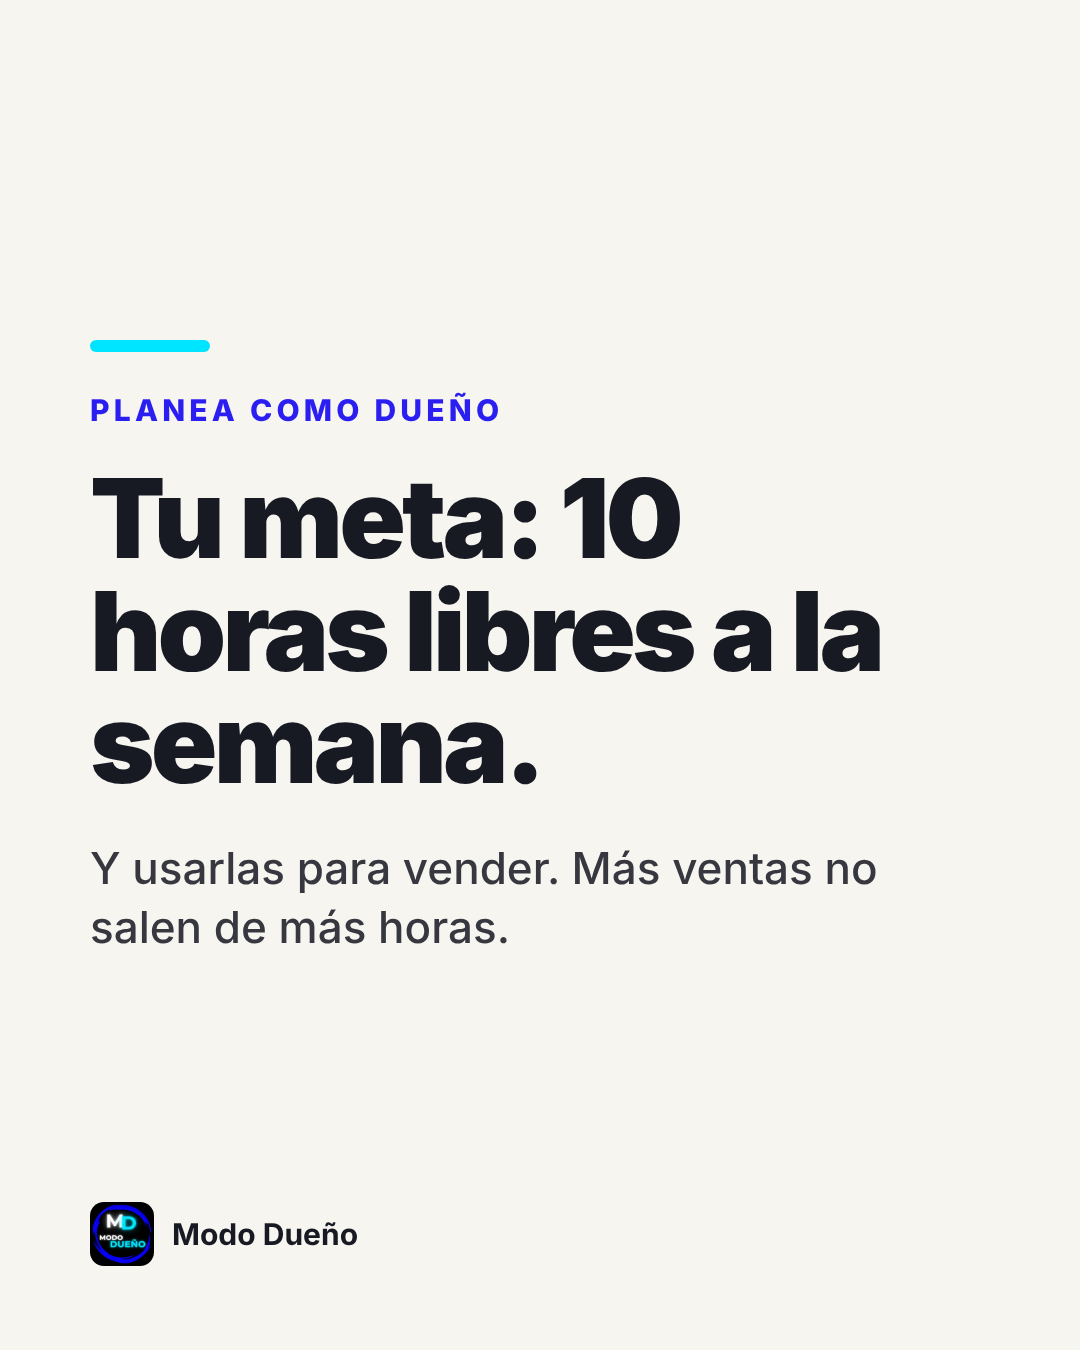 PLANEA COMO DUEÑO
Tu meta: 10
horas libres a la
semana.
Y usarlas para vender. Más ventas no
salen de más horas.
MD
MODO
DUEÑO
Modo Dueño